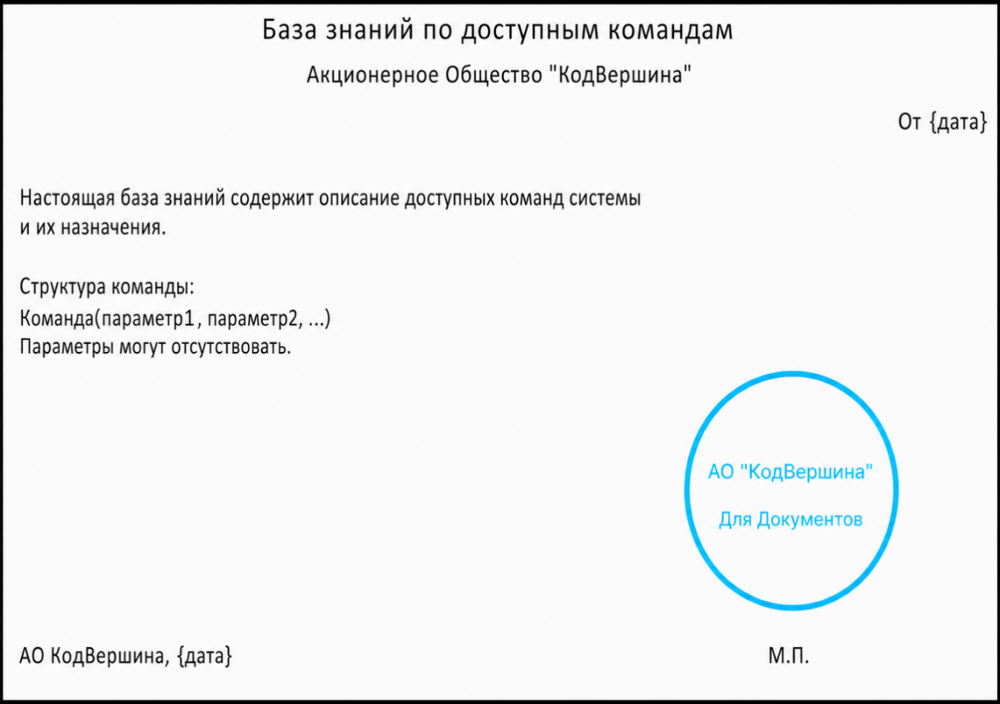 База знаний по доступным командам
Акционерное Общество "КодВершина"
От {дата}
Настоящая база знаний содержит описание доступных команд системы
и их назначения.
Структура команды:
Команда(параметр1, параметр2, ...)
Параметры могут отсутствовать.
АО "КодВершина"
Для Документов
АО КодВершина, {дата}
М.П.